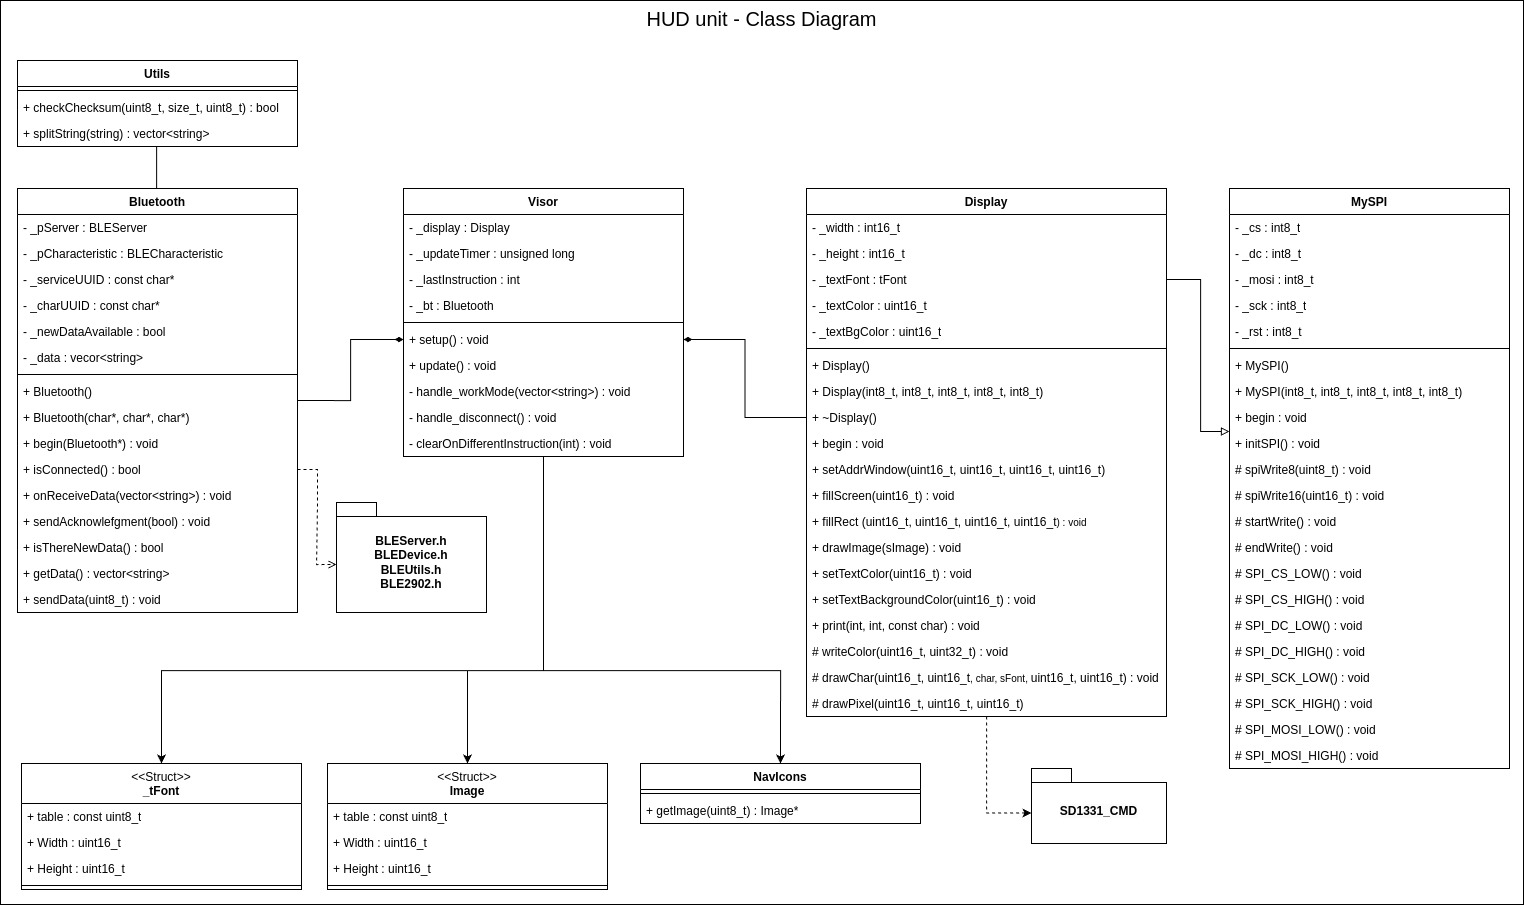 HUD unit - Class Diagram
Utils
+ checkChecksum(uint8_t, size_t, uint8_t) : bool
+ splitString(string) : vector<string>
Bluetooth
- _pServer : BLEServer
- _pCharacteristic : BLECharacteristic
- _serviceUUID : const char*
- _charUUID : const char*
- _newDataAvailable : bool
- _data : vecor<string>
+ Bluetooth()
+ Bluetooth(char*, char*, char*)
+ begin(Bluetooth*) : void
+ isConnected() : bool
+ onReceiveData(vector<string>) : void
+ sendAcknowlefgment(bool) : void
+ isThereNewData() : bool
+ getData() : vector<string>
+ sendData(uint8_t) : void
BLEServer.h
BLEDevice.h
BLEUtils.h
BLE2902.h
Visor
- _display : Display
- _updateTimer : unsigned long
- _lastInstruction : int
- _bt : Bluetooth
+ setup() : void
+ update() : void
- handle_workMode(vector<string>) : void
- handle_disconnect() : void
- clearOnDifferentInstruction(int) : void
Display
- _width : int16_t
- _height : int16_t
- _textFont : tFont
- _textColor : uint16_t
- _textBgColor : uint16_t
+ Display()
+ Display(int8_t, int8_t, int8_t, int8_t, int8_t)
+ ~Display()
+ begin : void
+ setAddrWindow(uint16_t, uint16_t, uint16_t, uint16_t)
+ fillScreen(uint16_t) : void
+ fillRect (uint16_t, uint16_t, uint16_t, uint16_t) : void
+ drawImage(sImage) : void
+ setTextColor(uint16_t) : void
+ setTextBackgroundColor(uint16_t) : void
+ print(int, int, const char) : void
# writeColor(uint16_t, uint32_t) : void
# drawChar(uint16_t, uint16_t, char, sFont, uint16_t, uint16_t) : void
# drawPixel(uint16_t, uint16_t, uint16_t)
MySPI
- _cs : int8_t
- _dc : int8_t
- _mosi : int8_t
- _sck : int8_t
- _rst : int8_t
+ MySPI()
+ MySPI(int8_t, int8_t, int8_t, int8_t, int8_t)
+ begin : void
+ initSPI() : void
# spiWrite8(uint8_t) : void
# spiWrite16(uint16_t) : void
# startWrite() : void
# endWrite() : void
# SPI_CS_LOW() : void
# SPI_CS_HIGH() : void
# SPI_DC_LOW() : void
# SPI_DC_HIGH() : void
# SPI_SCK_LOW() : void
# SPI_SCK_HIGH() : void
# SPI_MOSI_LOW() : void
# SPI_MOSI_HIGH() : void
<<Struct>>
_tFont
+ table : const uint8_t
+ Width : uint16_t
+ Height : uint16_t
<<Struct>>
Image
+ table : const uint8_t
+ Width : uint16_t
+ Height : uint16_t
NavIcons
+ getImage(uint8_t) : Image*
SD1331_CMD